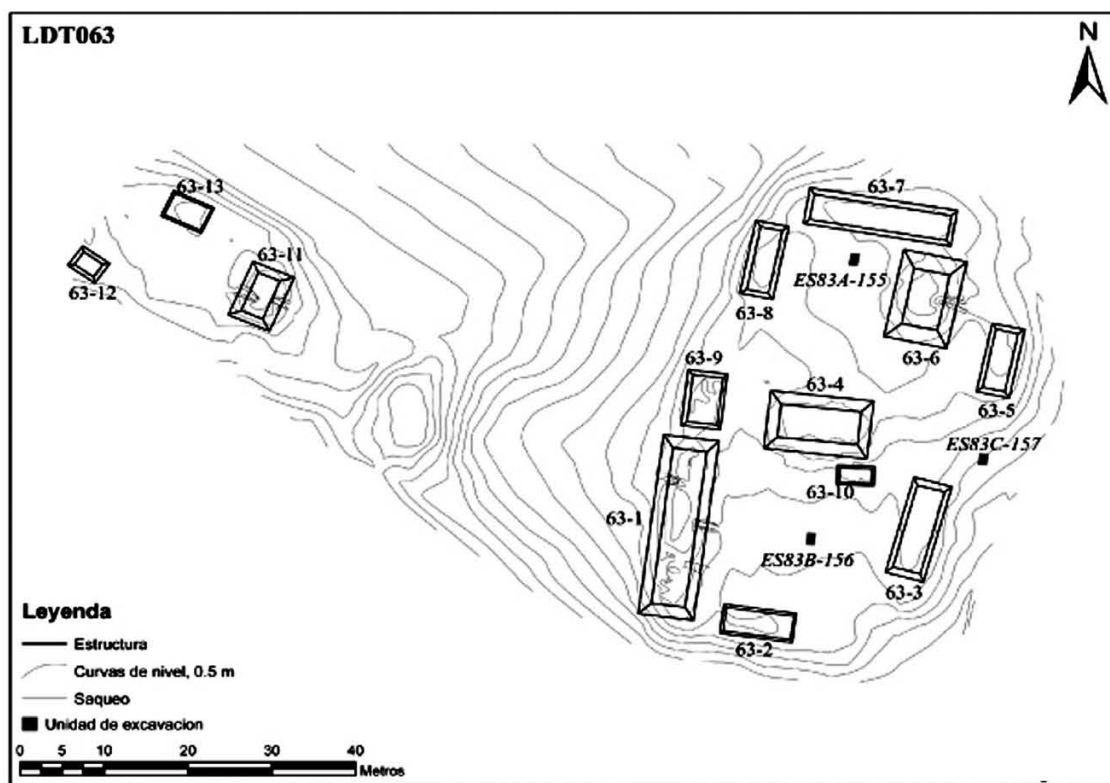 LDT063
N
63-13
63-7
63-11
ES83A-155
63-12
63-8
63-6
63-9
63-4
63-5
ES83C-157
63-10
63-1
ES83B-156
63-3
63-2
Leyenda
Estructura
Curvas de nivel, 0.5 m
Saqueo
Unidad de excavacion
0 5 10 20 30 40
Metros